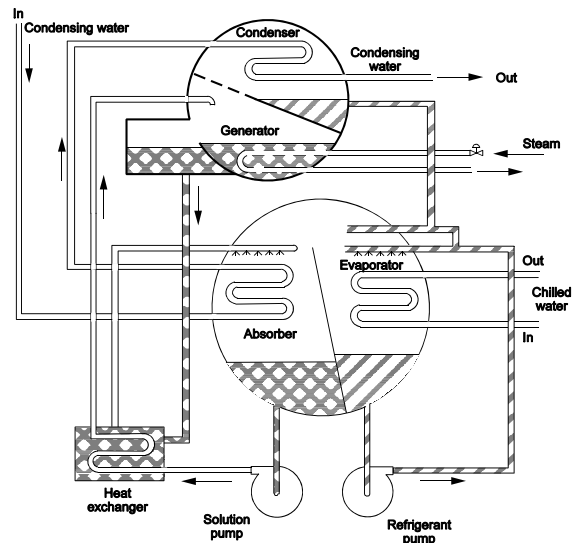 In
Condensing water
Condenser
Condensing
water
Out
Generator
Steam
Evaporator
Out
Chilled
water
In
Absorber
Heat
exchanger
Solution
pump
Refrigerant
pump